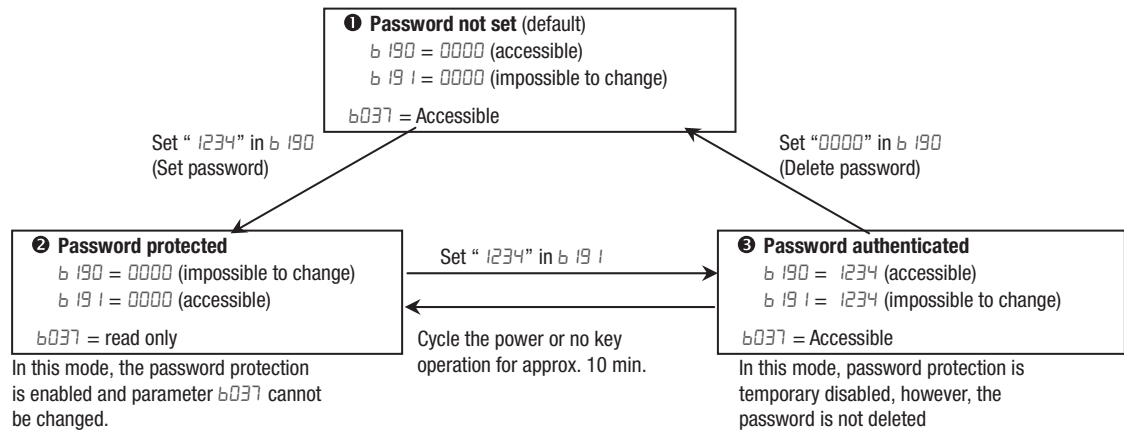 ❶ Password not set (default)
b 190 = 0000 (accessible)
b 191 = 0000 (impossible to change)
b037 = Accessible
Set “ 1234” in b 190
(Set password)
Set “0000” in b 190
(Delete password)
❷ Password protected
b 190 = 0000 (impossible to change)
b 191 = 0000 (accessible)
b037 = read only
In this mode, the password protection
is enabled and parameter b037 cannot
be changed.
Set “ 1234” in b 191
Cycle the power or no key
operation for approx. 10 min.
❸ Password authenticated
b 190 = 1234 (accessible)
b 191 = 1234 (impossible to change)
b037 = Accessible
In this mode, password protection is
temporary disabled, however, the
password is not deleted